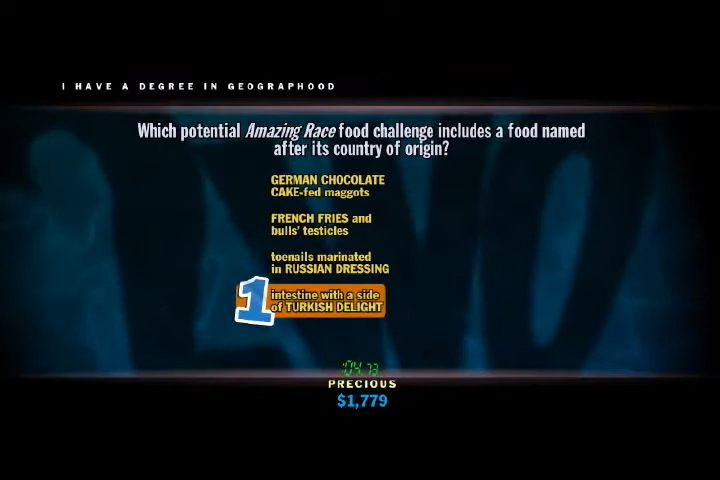 I HAVE A DEGREE IN GEOGRAPHOOD
Which potential Amazing Race food challenge includes a food named
after its country of origin?
GERMAN CHOCOLATE
CAKE-fed maggots
FRENCH FRIES and
bulls' testicles
toenails marinated
in RUSSIAN DRESSING
1
intestine with a side
of TURKISH DELIGHT
:04.73
PRECIOUS
$1,779